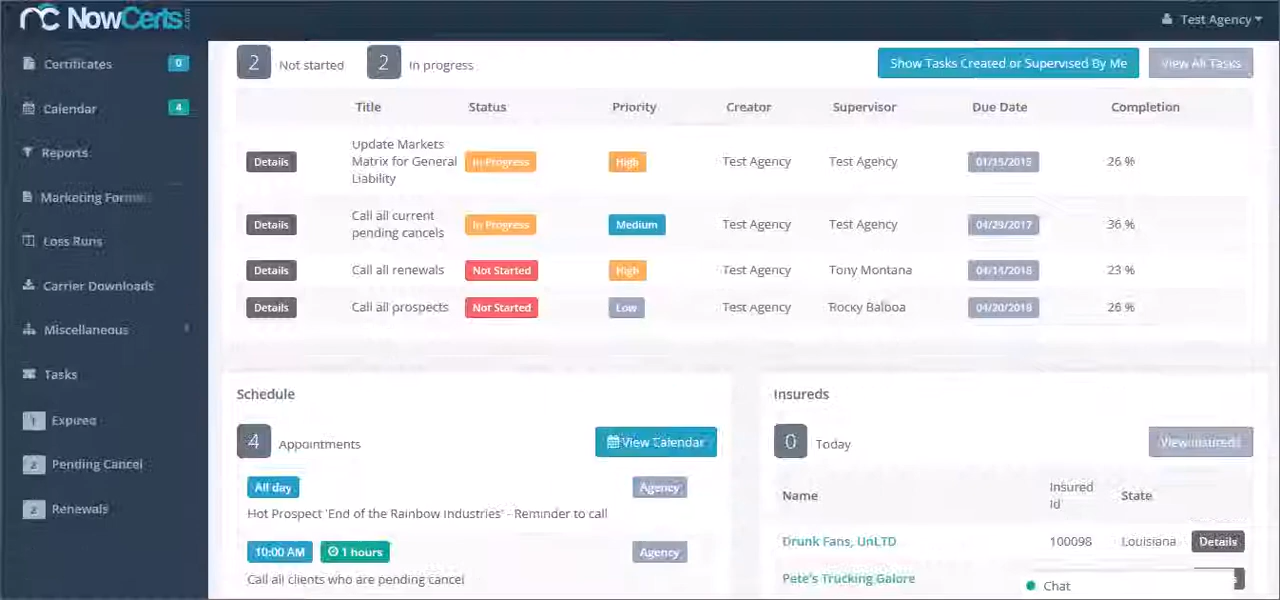 NowCerts.com
Test Agency
Certificates 0
Calendar 4
Reports
Marketing Forms
Loss Runs
Carrier Downloads
Miscellaneous
Tasks
1 Expired
2 Pending Cancel
2 Renewals
2 Not started 2 In progress Show Tasks Created or Supervised By Me View All Tasks
Title Status Priority Creator Supervisor Due Date Completion
Details Update Markets Matrix for General Liability In Progress High Test Agency Test Agency 01/15/2015 26 %
Details Call all current pending cancels In Progress Medium Test Agency Test Agency 04/29/2017 36 %
Details Call all renewals Not Started High Test Agency Tony Montana 04/14/2018 23 %
Details Call all prospects Not Started Low Test Agency Rocky Balboa 04/20/2018 26 %
Schedule
4 Appointments View Calendar
All day Agency
Hot Prospect 'End of the Rainbow Industries' - Reminder to call
10:00 AM 1 hours Agency
Call all clients who are pending cancel
Insureds
0 Today View Insureds
Name Insured Id State
Drunk Fans, UnLTD 100098 Louisiana Details
Pete's Trucking Galore
Chat